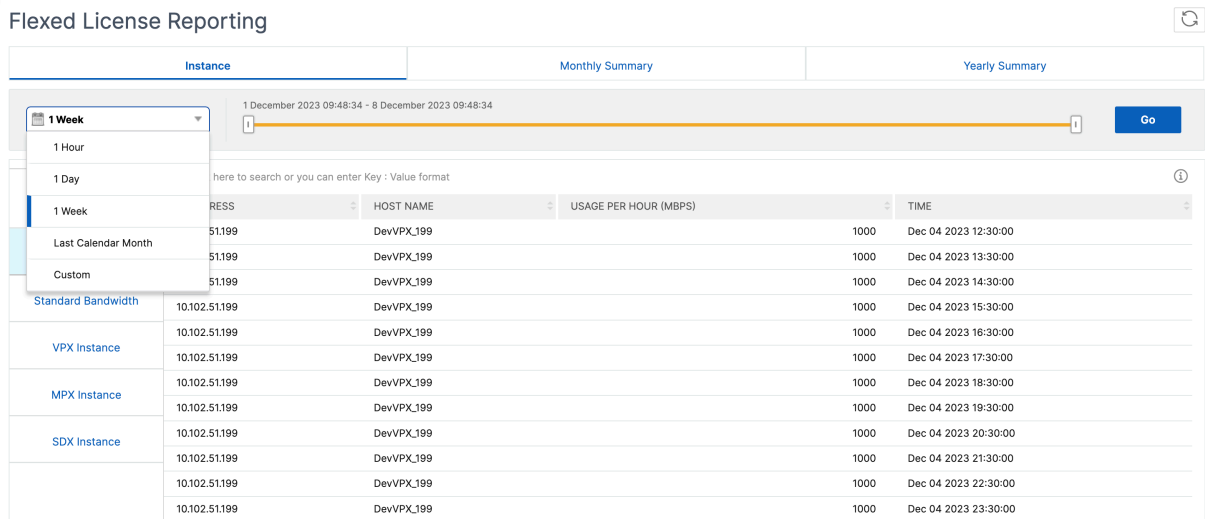 Flexed License Reporting
Instance Monthly Summary Yearly Summary
1 December 2023 09:48:34 - 8 December 2023 09:48:34
1 Week
Go
1 Hour
1 Day
1 Week
Last Calendar Month
Custom
Standard Bandwidth
VPX Instance
MPX Instance
SDX Instance
here to search or you can enter Key : Value format
RESS HOST NAME USAGE PER HOUR (MBPS) TIME
51.199 DevVPX_199 1000 Dec 04 2023 12:30:00
51.199 DevVPX_199 1000 Dec 04 2023 13:30:00
51.199 DevVPX_199 1000 Dec 04 2023 14:30:00
10.102.51.199 DevVPX_199 1000 Dec 04 2023 15:30:00
10.102.51.199 DevVPX_199 1000 Dec 04 2023 16:30:00
10.102.51.199 DevVPX_199 1000 Dec 04 2023 17:30:00
10.102.51.199 DevVPX_199 1000 Dec 04 2023 18:30:00
10.102.51.199 DevVPX_199 1000 Dec 04 2023 19:30:00
10.102.51.199 DevVPX_199 1000 Dec 04 2023 20:30:00
10.102.51.199 DevVPX_199 1000 Dec 04 2023 21:30:00
10.102.51.199 DevVPX_199 1000 Dec 04 2023 22:30:00
10.102.51.199 DevVPX_199 1000 Dec 04 2023 23:30:00